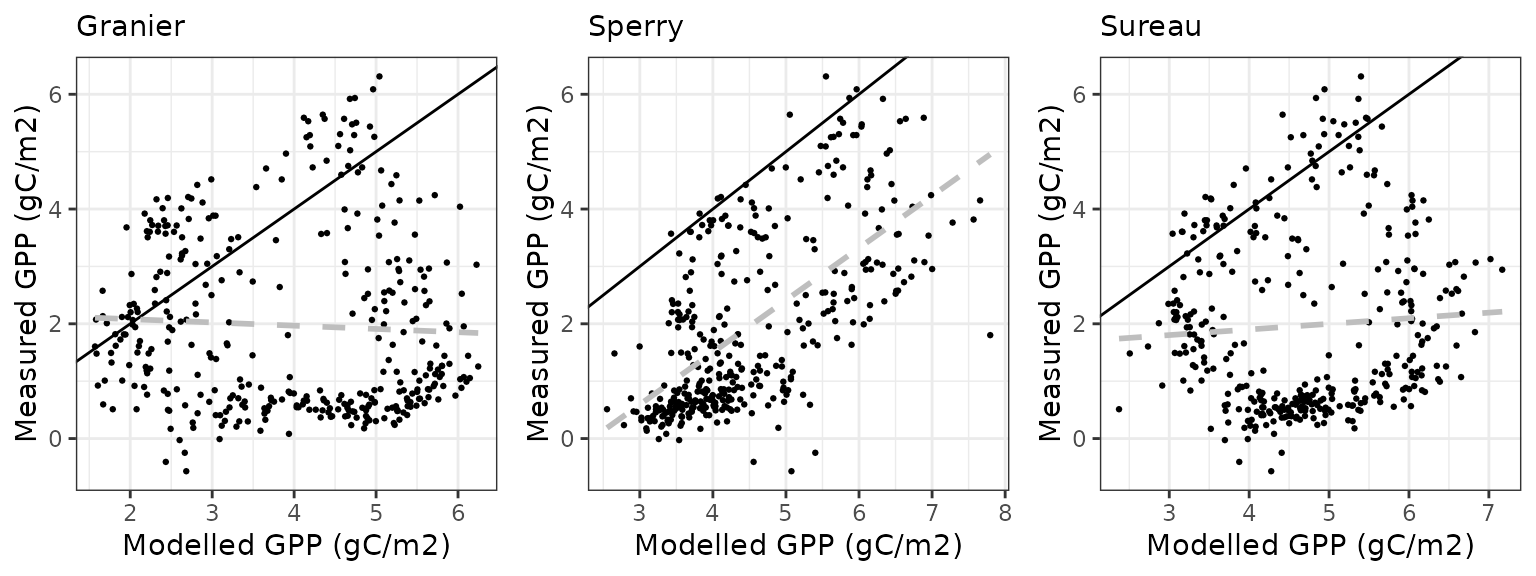 Granier
Sperry
Sureau
Measured GPP (gC/m2)
6
4
2
0
2 3 4 5 6
Modelled GPP (gC/m2)
Measured GPP (gC/m2)
6
4
2
0
3 4 5 6 7 8
Modelled GPP (gC/m2)
Measured GPP (gC/m2)
6
4
2
0
3 4 5 6 7
Modelled GPP (gC/m2)